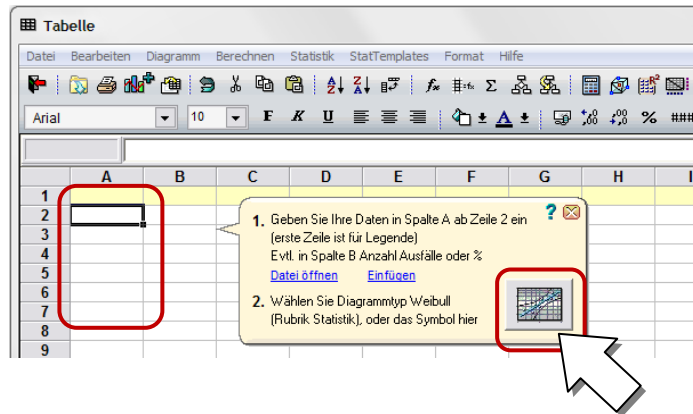 Tabelle
Datei Bearbeiten Diagramm Berechnen Statistik StatTemplates Format Hilfe
Arial 10 F K U % ###
A B C D E F G H I
1
2
3
4
5
6
7
8
9
1. Geben Sie Ihre Daten in Spalte A ab Zeile 2 ein ?
(erste Zeile ist für Legende)
Evtl. in Spalte B Anzahl Ausfälle oder %
Datei öffnen Einfügen
2. Wählen Sie Diagrammtyp Weibull
(Rubrik Statistik), oder das Symbol hier